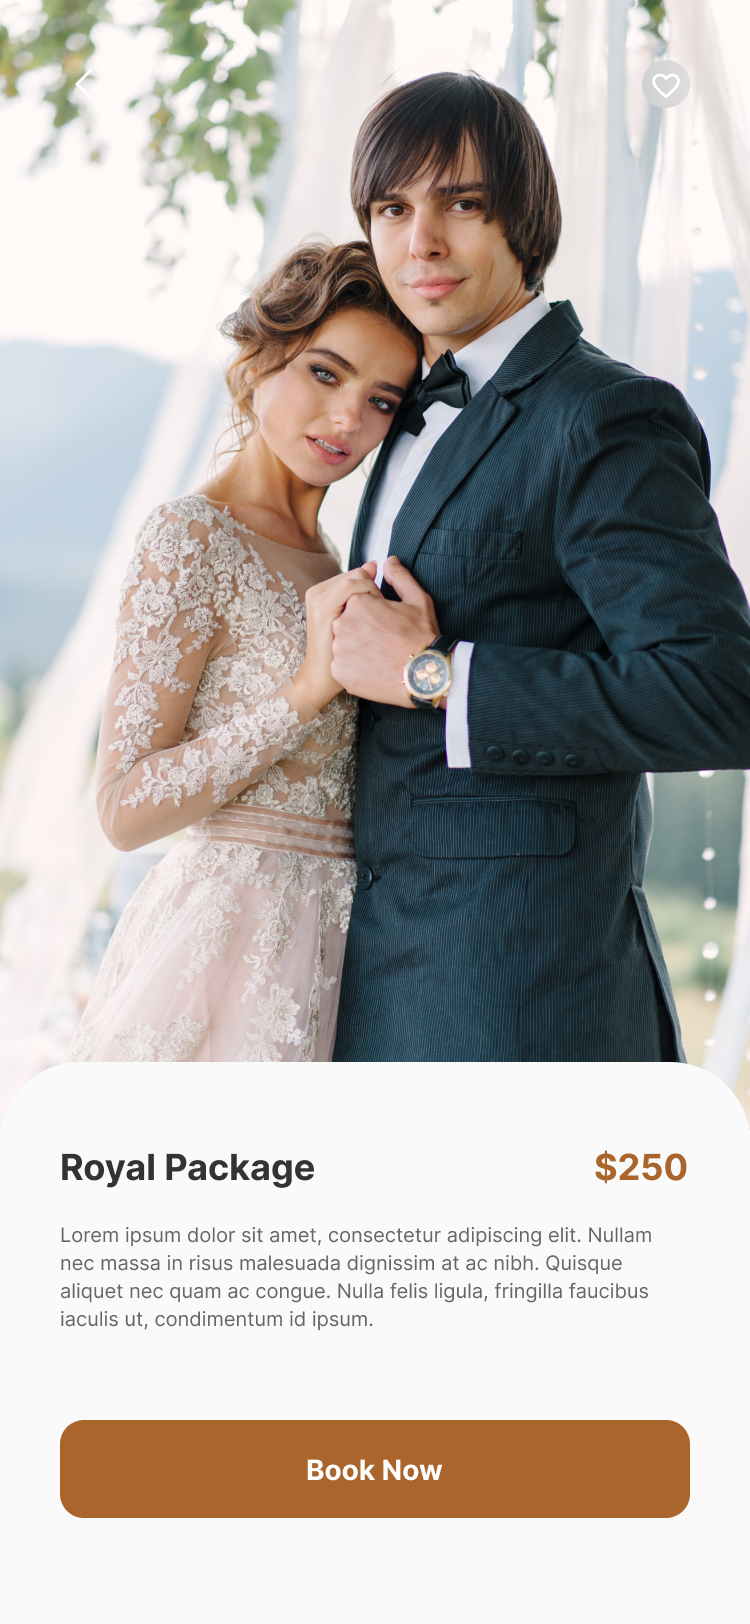 Royal Package
$250
Lorem ipsum dolor sit amet, consectetur adipiscing elit. Nullam
nec massa in risus malesuada dignissim at ac nibh. Quisque
aliquet nec quam ac congue. Nulla felis ligula, fringilla faucibus
iaculis ut, condimentum id ipsum.
Book Now